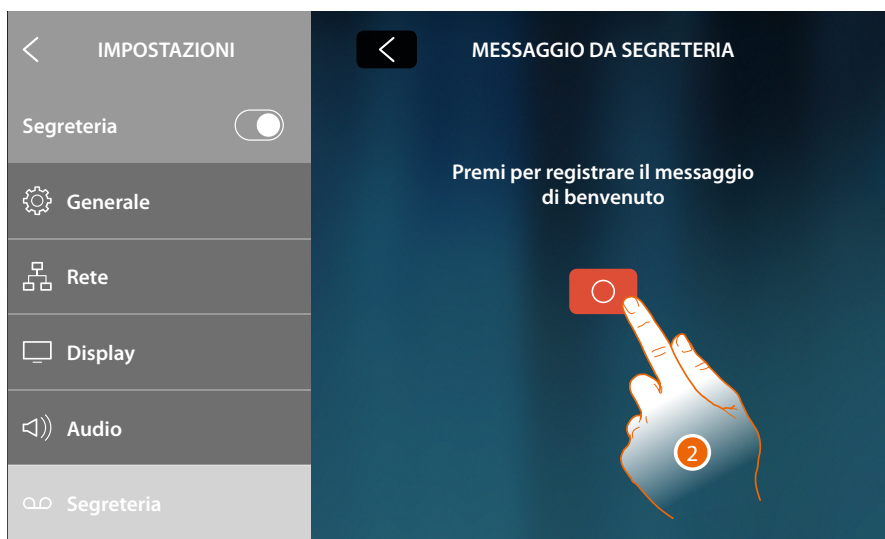 IMPOSTAZIONI
Segreteria
Generale
Rete
Display
Audio
Segreteria
MESSAGGIO DA SEGRETERIA
Premi per registrare il messaggio
di benvenuto
2